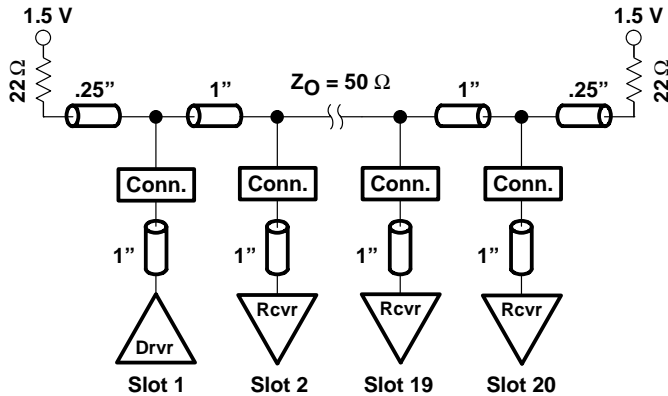 1.5 V 1.5 V
22 Ω .25” 1” ZO = 50 Ω 1” .25” 22 Ω
Conn. Conn. Conn. Conn.
1” 1” 1” 1”
Drvr Rcvr Rcvr Rcvr
Slot 1 Slot 2 Slot 19 Slot 20